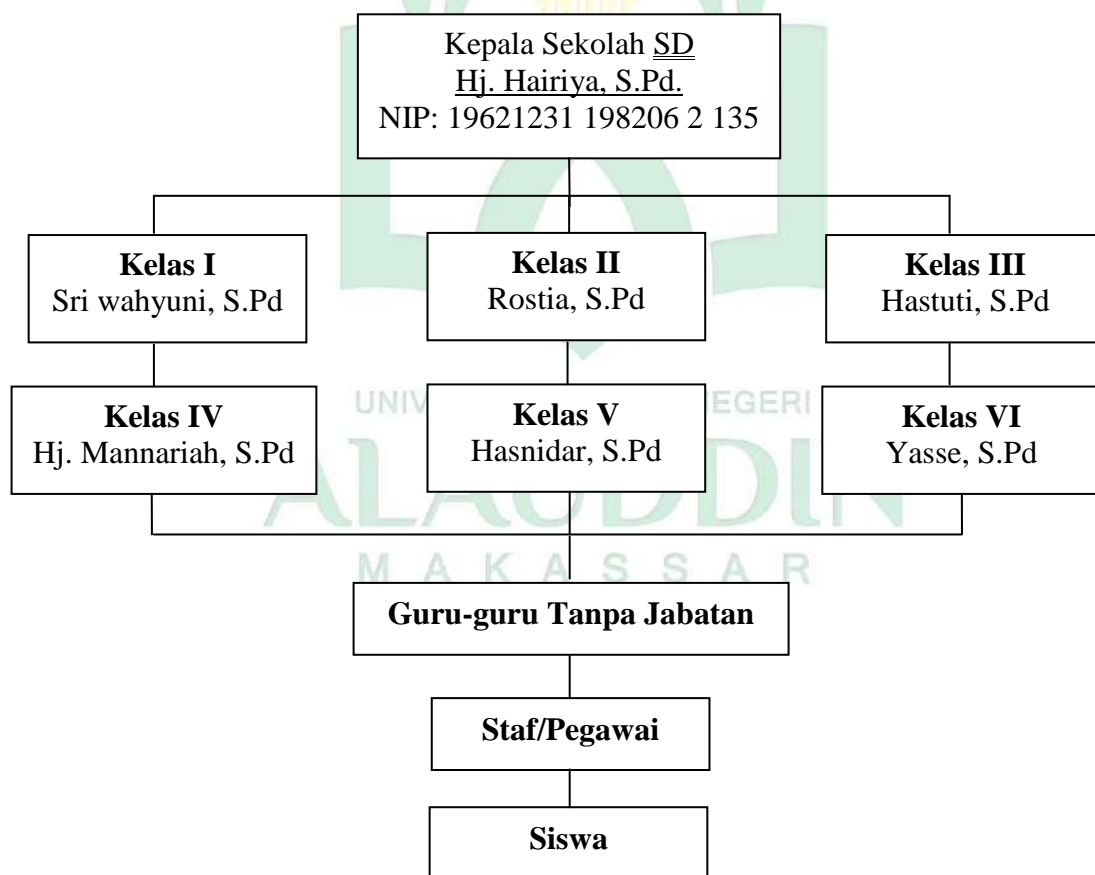 Kepala Sekolah SD
Hj. Hairiya, S.Pd.
NIP: 19621231 198206 2 135
Kelas I
Sri wahyuni, S.Pd
Kelas II
Rostia, S.Pd
Kelas III
Hastuti, S.Pd
Kelas IV
Hj. Mannariah, S.Pd
Kelas V
Hasnidar, S.Pd
Kelas VI
Yasse, S.Pd
ALAUDDIN
MAKASSAR
Guru-guru Tanpa Jabatan
Staf/Pegawai
Siswa